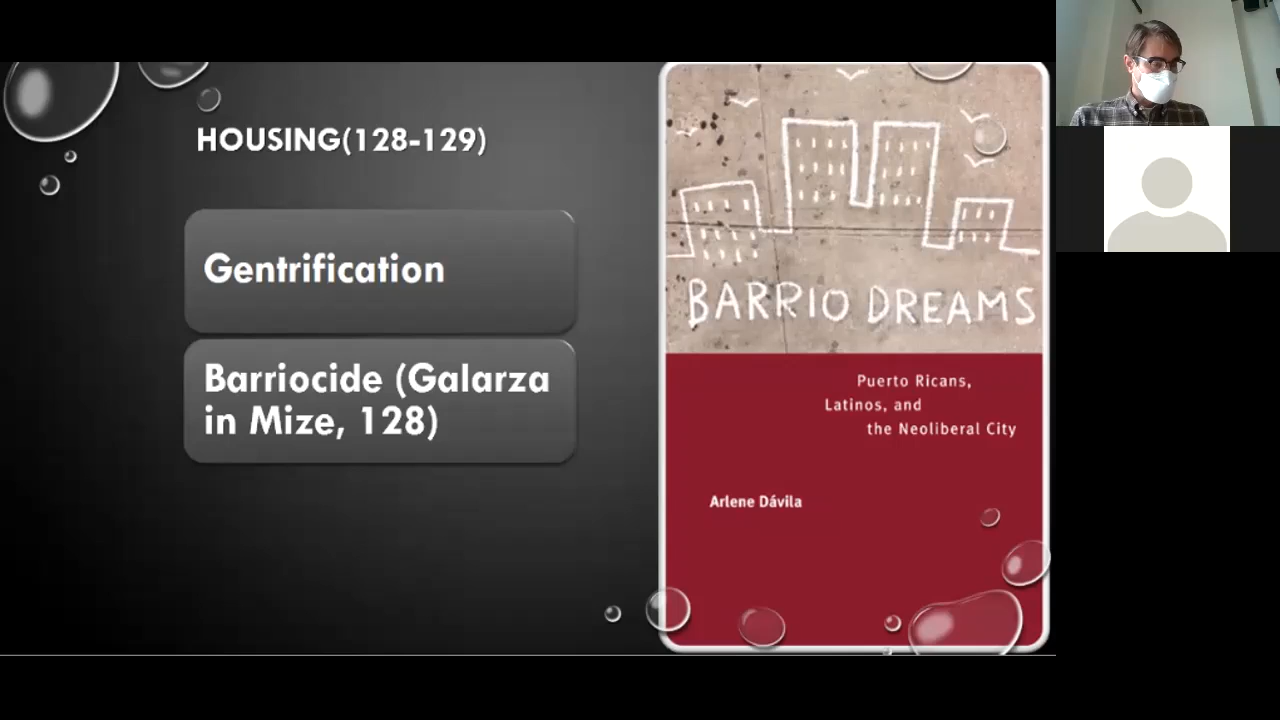 HOUSING(128-129)
Gentrification
Barriocide (Galarza
in Mize, 128)
BARRIO DREAMS
Puerto Ricans,
Latinos, and
the Neoliberal City
Arlene Dávila